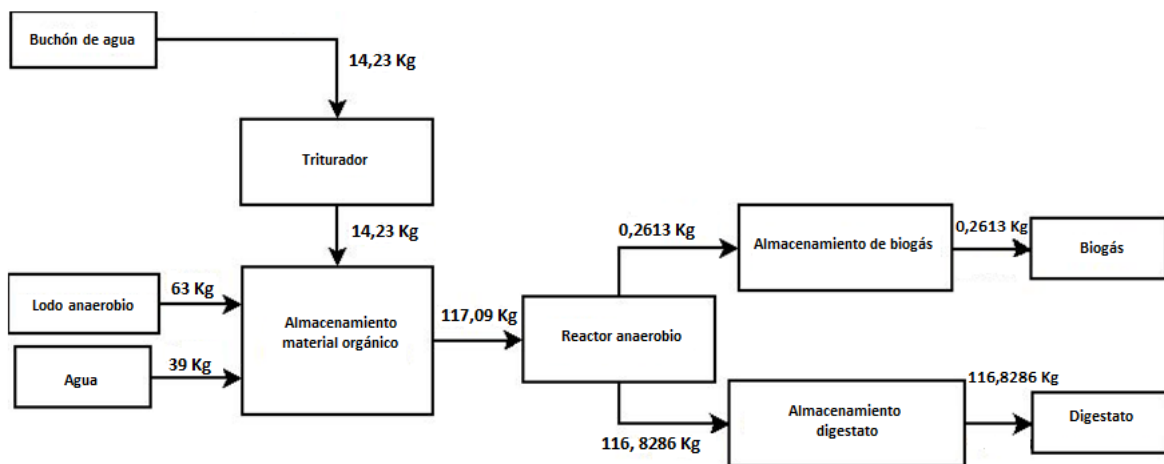 Buchón de agua
14,23 Kg
Triturador
14,23 Kg
Lodo anaerobio
63 Kg
Agua
39 Kg
Almacenamiento
material orgánico
117,09 Kg
Reactor anaerobio
0,2613 Kg
Almacenamiento de biogás
0,2613 Kg
Biogás
116, 8286 Kg
Almacenamiento
digestato
116,8286 Kg
Digestato